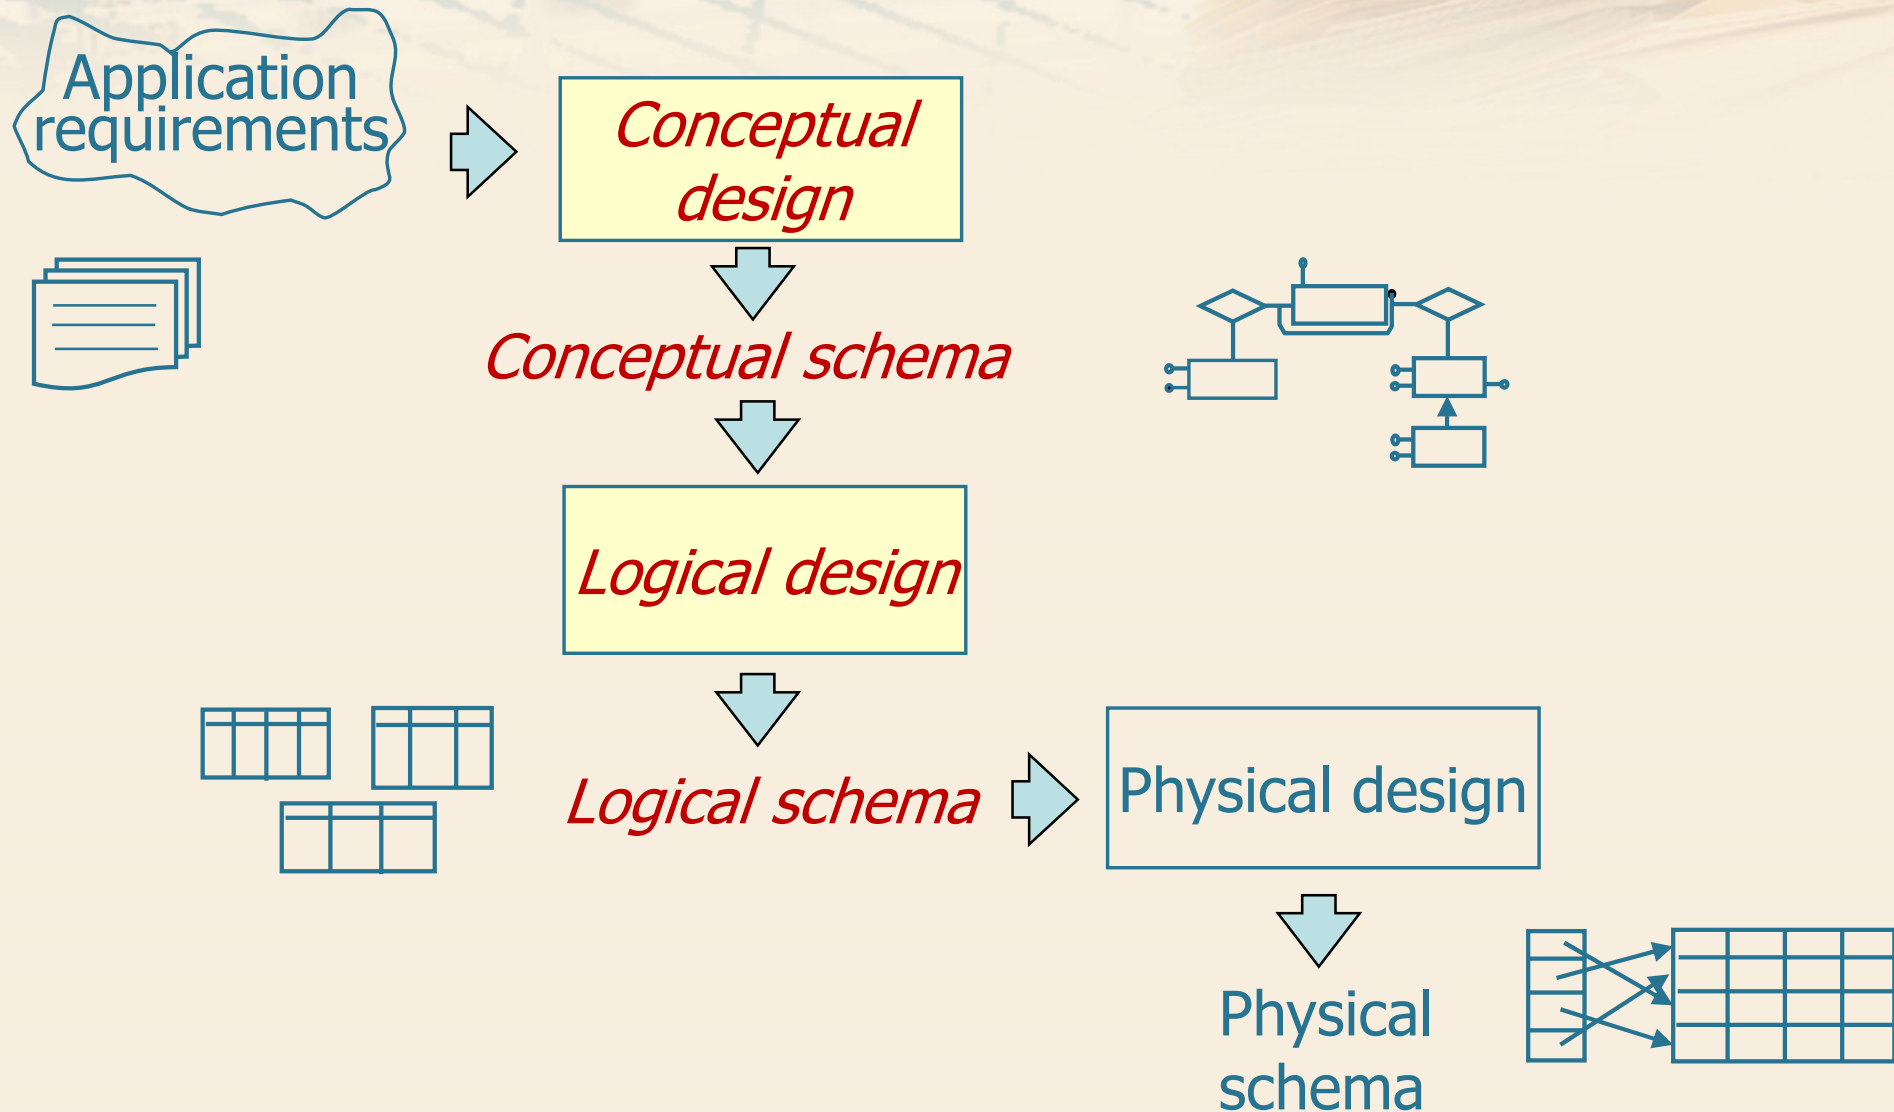 Application
requirements
Conceptual
design
Conceptual schema
Logical design
Logical schema
Physical design
Physical
schema